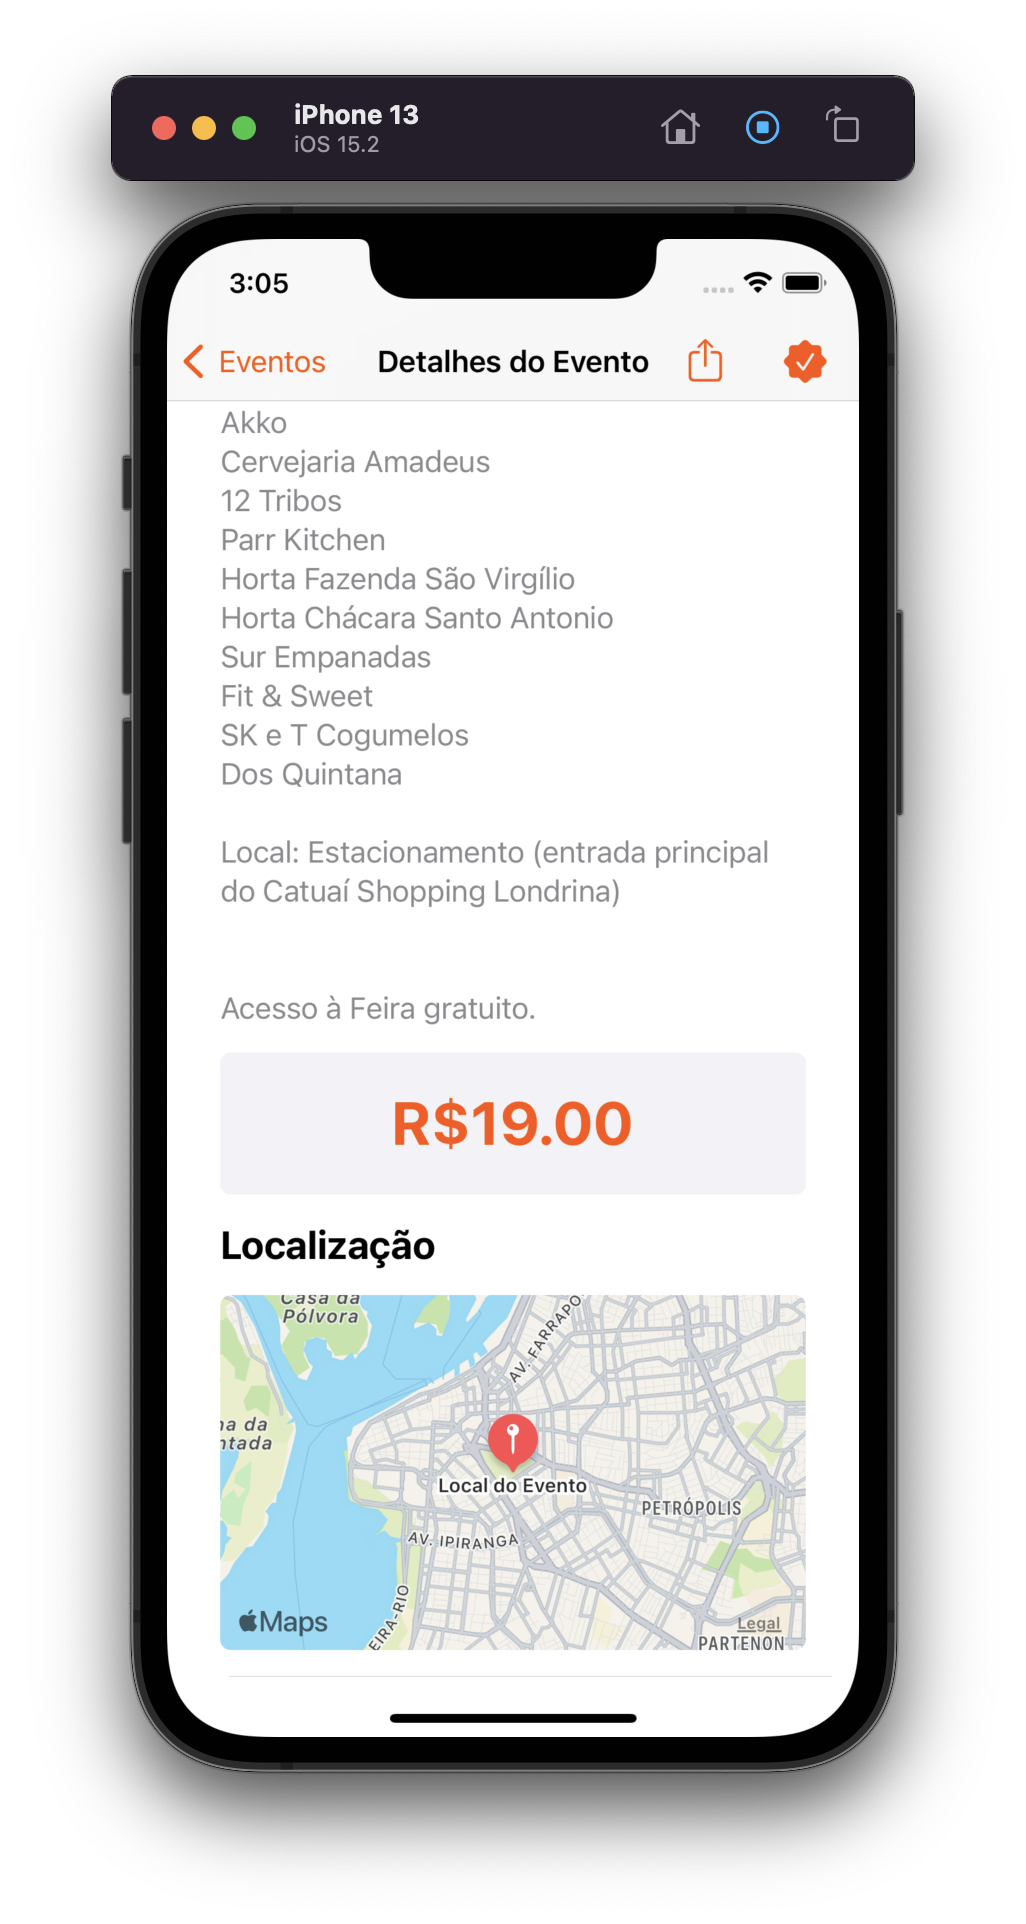 iPhone 13
iOS 15.2
3:05
Eventos
Detalhes do Evento
Akko
Cervejaria Amadeus
12 Tribos
Parr Kitchen
Horta Fazenda São Virgílio
Horta Chácara Santo Antonio
Sur Empanadas
Fit & Sweet
SK e T Cogumelos
Dos Quintana
Local: Estacionamento (entrada principal
do Catuaí Shopping Londrina)
Acesso à Feira gratuito.
R$19.00
Localização
Casa da
Pólvora
AV. FARRAPO
na da
ntada
Local do Evento
PETRÓPOLIS
AV. IPIRANGA
EIRA-RIO
Maps
Legal
PARTENON